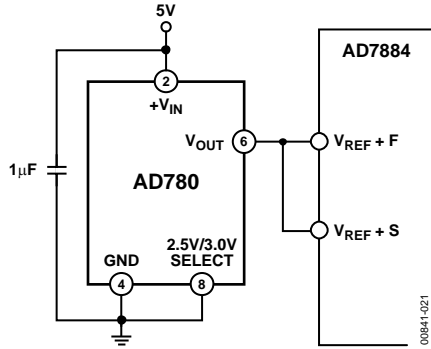 5V
AD7884
2
+VIN
VOUT
6
VREF + F
1μF
AD780
2.5V/3.0V
SELECT
GND
VREF + S
4
8
00841-021